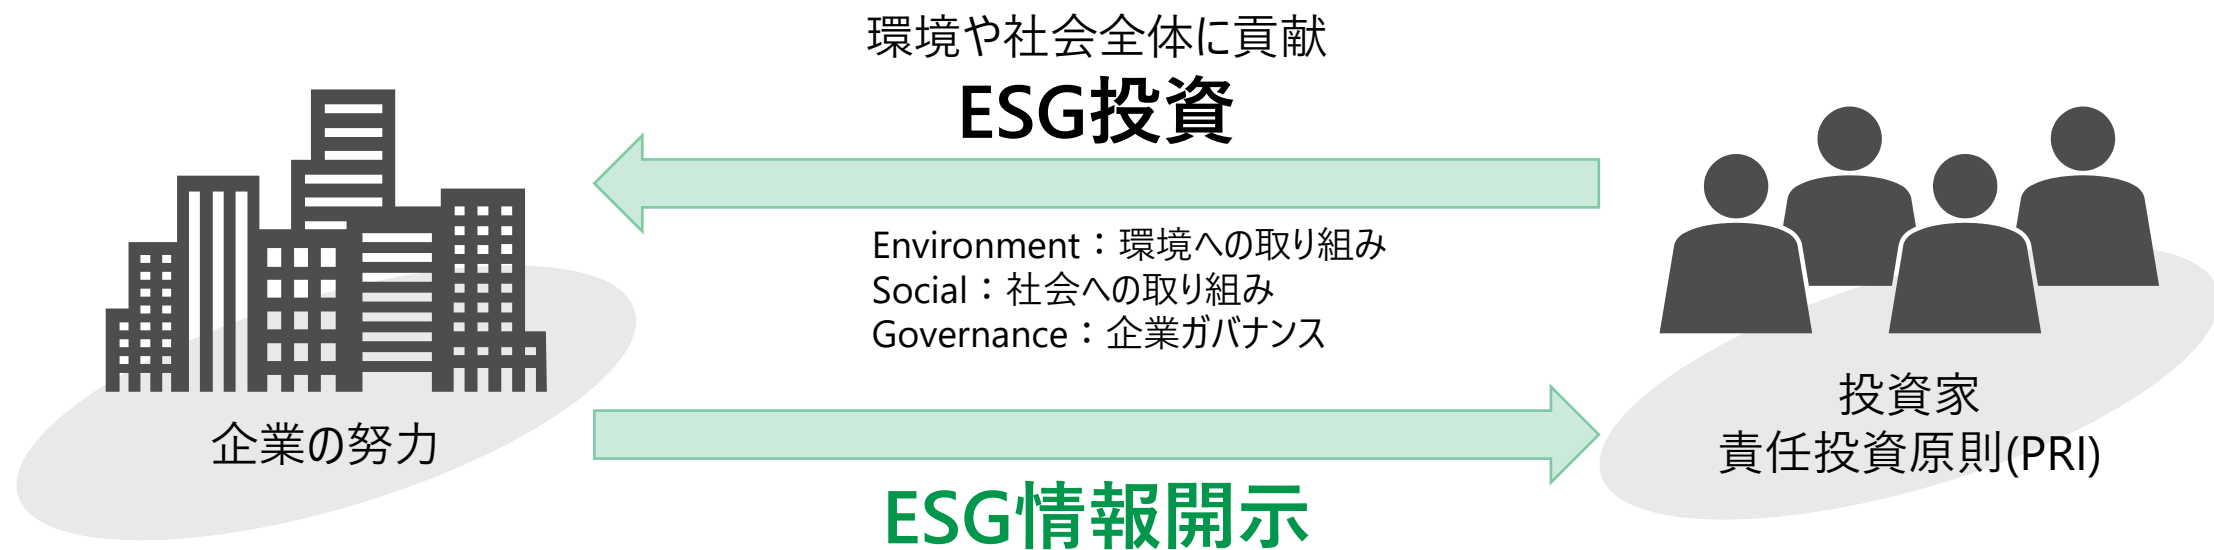 環境や社会全体に貢献
ESG投資
Environment：環境への取り組み
Social：社会への取り組み
Governance：企業ガバナンス
企業の努力
投資家
責任投資原則(PRI)
ESG情報開示